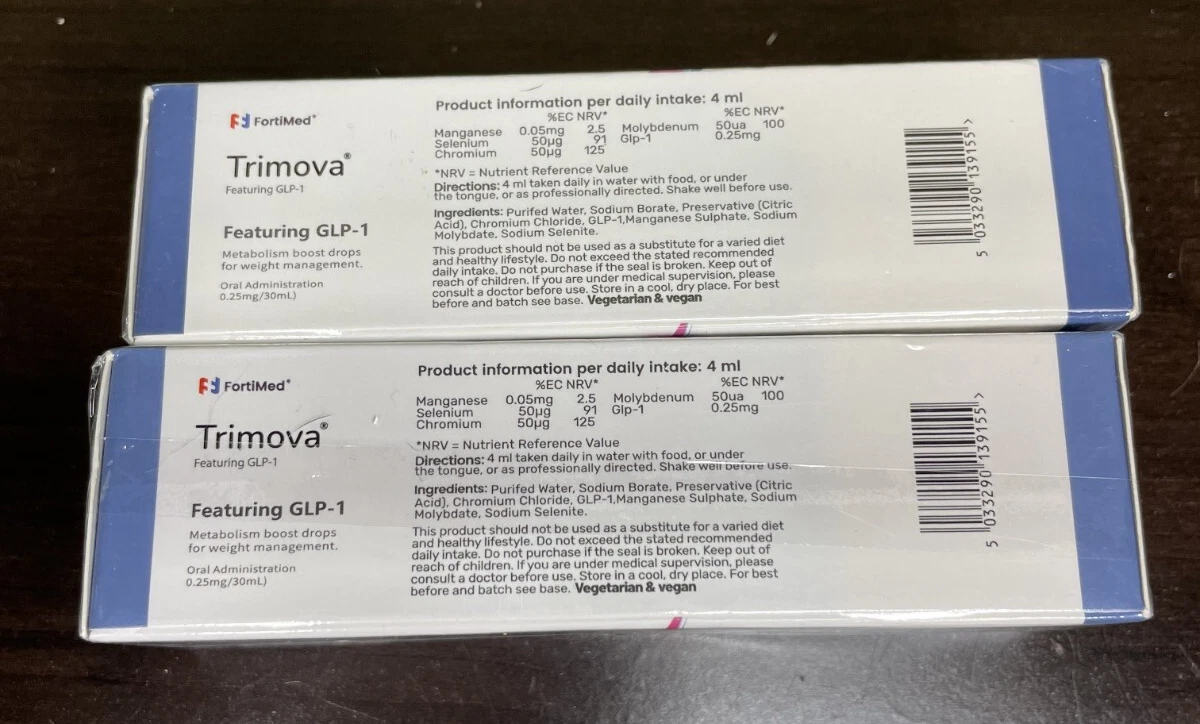 FortiMed
Trimova®
Featuring GLP-1
Featuring GLP-1
Metabolism boost drops
for weight management.
Oral Administration
0.25mg/30mL)
Product information per daily intake: 4 ml
%EC NRV* %EC NRV*
Manganese 0.05mg 2.5 Molybdenum 50ua 100
Selenium 50µg 91 Glp-1 0.25mg
Chromium 50µg 125
*NRV = Nutrient Reference Value
Directions: 4 ml taken daily in water with food, or under
the tongue, or as professionally directed. Shake well before use.
Ingredients: Purifed Water, Sodium Borate, Preservative (Citric
Acid), Chromium Chloride, GLP-1,Manganese Sulphate, Sodium
Molybdate, Sodium Selenite.
This product should not be used as a substitute for a varied diet
and healthy lifestyle. Do not exceed the stated recommended
daily intake. Do not purchase if the seal is broken. Keep out of
reach of children. If you are under medical supervision, please
consult a doctor before use. Store in a cool, dry place. For best
before and batch see base. Vegetarian & vegan
5 033290 139155 >
FortiMed
Trimova®
Featuring GLP-1
Featuring GLP-1
Metabolism boost drops
for weight management.
Oral Administration
0.25mg/30mL)
Product information per daily intake: 4 ml
%EC NRV* %EC NRV*
Manganese 0.05mg 2.5 Molybdenum 50ua 100
Selenium 50µg 91 Glp-1 0.25mg
Chromium 50µg 125
*NRV = Nutrient Reference Value
Directions: 4 ml taken daily in water with food, or under
the tongue, or as professionally directed. Shake well before use.
Ingredients: Purifed Water, Sodium Borate, Preservative (Citric
Acid), Chromium Chloride, GLP-1,Manganese Sulphate, Sodium
Molybdate, Sodium Selenite.
This product should not be used as a substitute for a varied diet
and healthy lifestyle. Do not exceed the stated recommended
daily intake. Do not purchase if the seal is broken. Keep out of
reach of children. If you are under medical supervision, please
consult a doctor before use. Store in a cool, dry place. For best
before and batch see base. Vegetarian & vegan
5 033290 139155 >